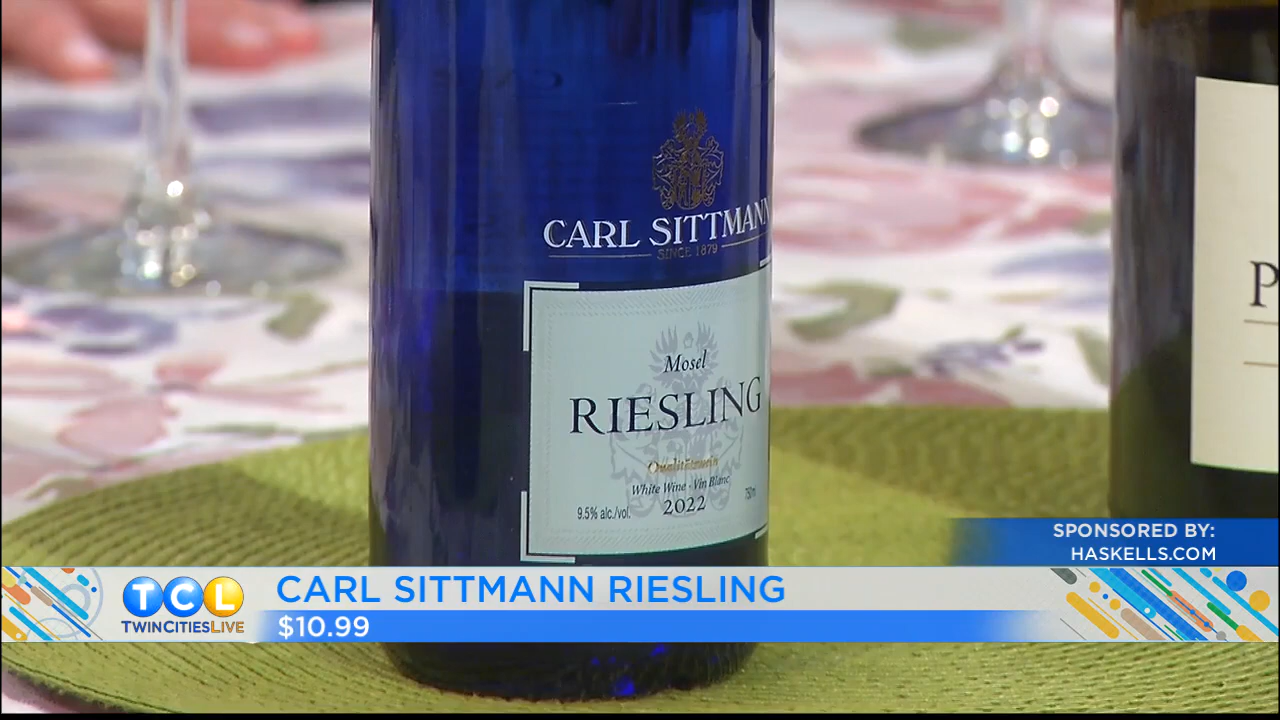 CARL SITTMANN
SINCE 1879
Mosel
RIESLING
Qualitätswein
White Wine - Vin Blanc
9.5% alc./vol.
2022
P
SPONSORED BY:
HASKELLS.COM
TCL
TWINCITIESLIVE
CARL SITTMANN RIESLING
$10.99